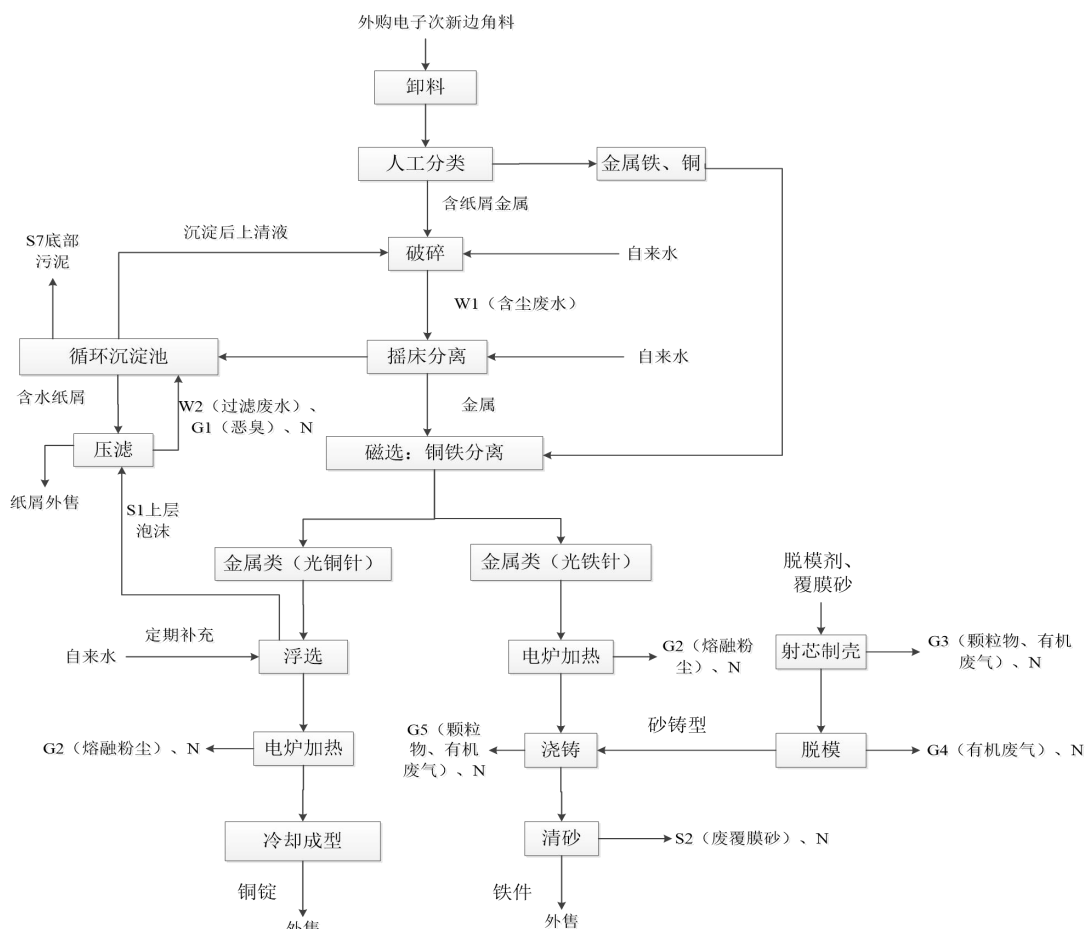 外购电子次新边角料
卸料
人工分类
金属铁、铜
含纸屑金属
S7底部
污泥
沉淀后上清液
破碎
自来水
W1（含尘废水）
循环沉淀池
摇床分离
自来水
含水纸屑
W2（过滤废水）、
G1（恶臭）、N
金属
压滤
磁选：铜铁分离
纸屑外售
S1上层
泡沫
金属类（光铜针）
金属类（光铁针）
脱模剂、
覆膜砂
定期补充
自来水
浮选
电炉加热
G2（熔融粉
尘）、N
射芯制壳
G3（颗粒物、有机
废气）、N
G2（熔融粉尘）、N
电炉加热
G5（颗粒
物、有机
废气）、N
浇铸
砂铸型
脱模
G4（有机废气）、N
冷却成型
清砂
S2（废覆膜砂）、N
铜锭
外售
铁件
外售